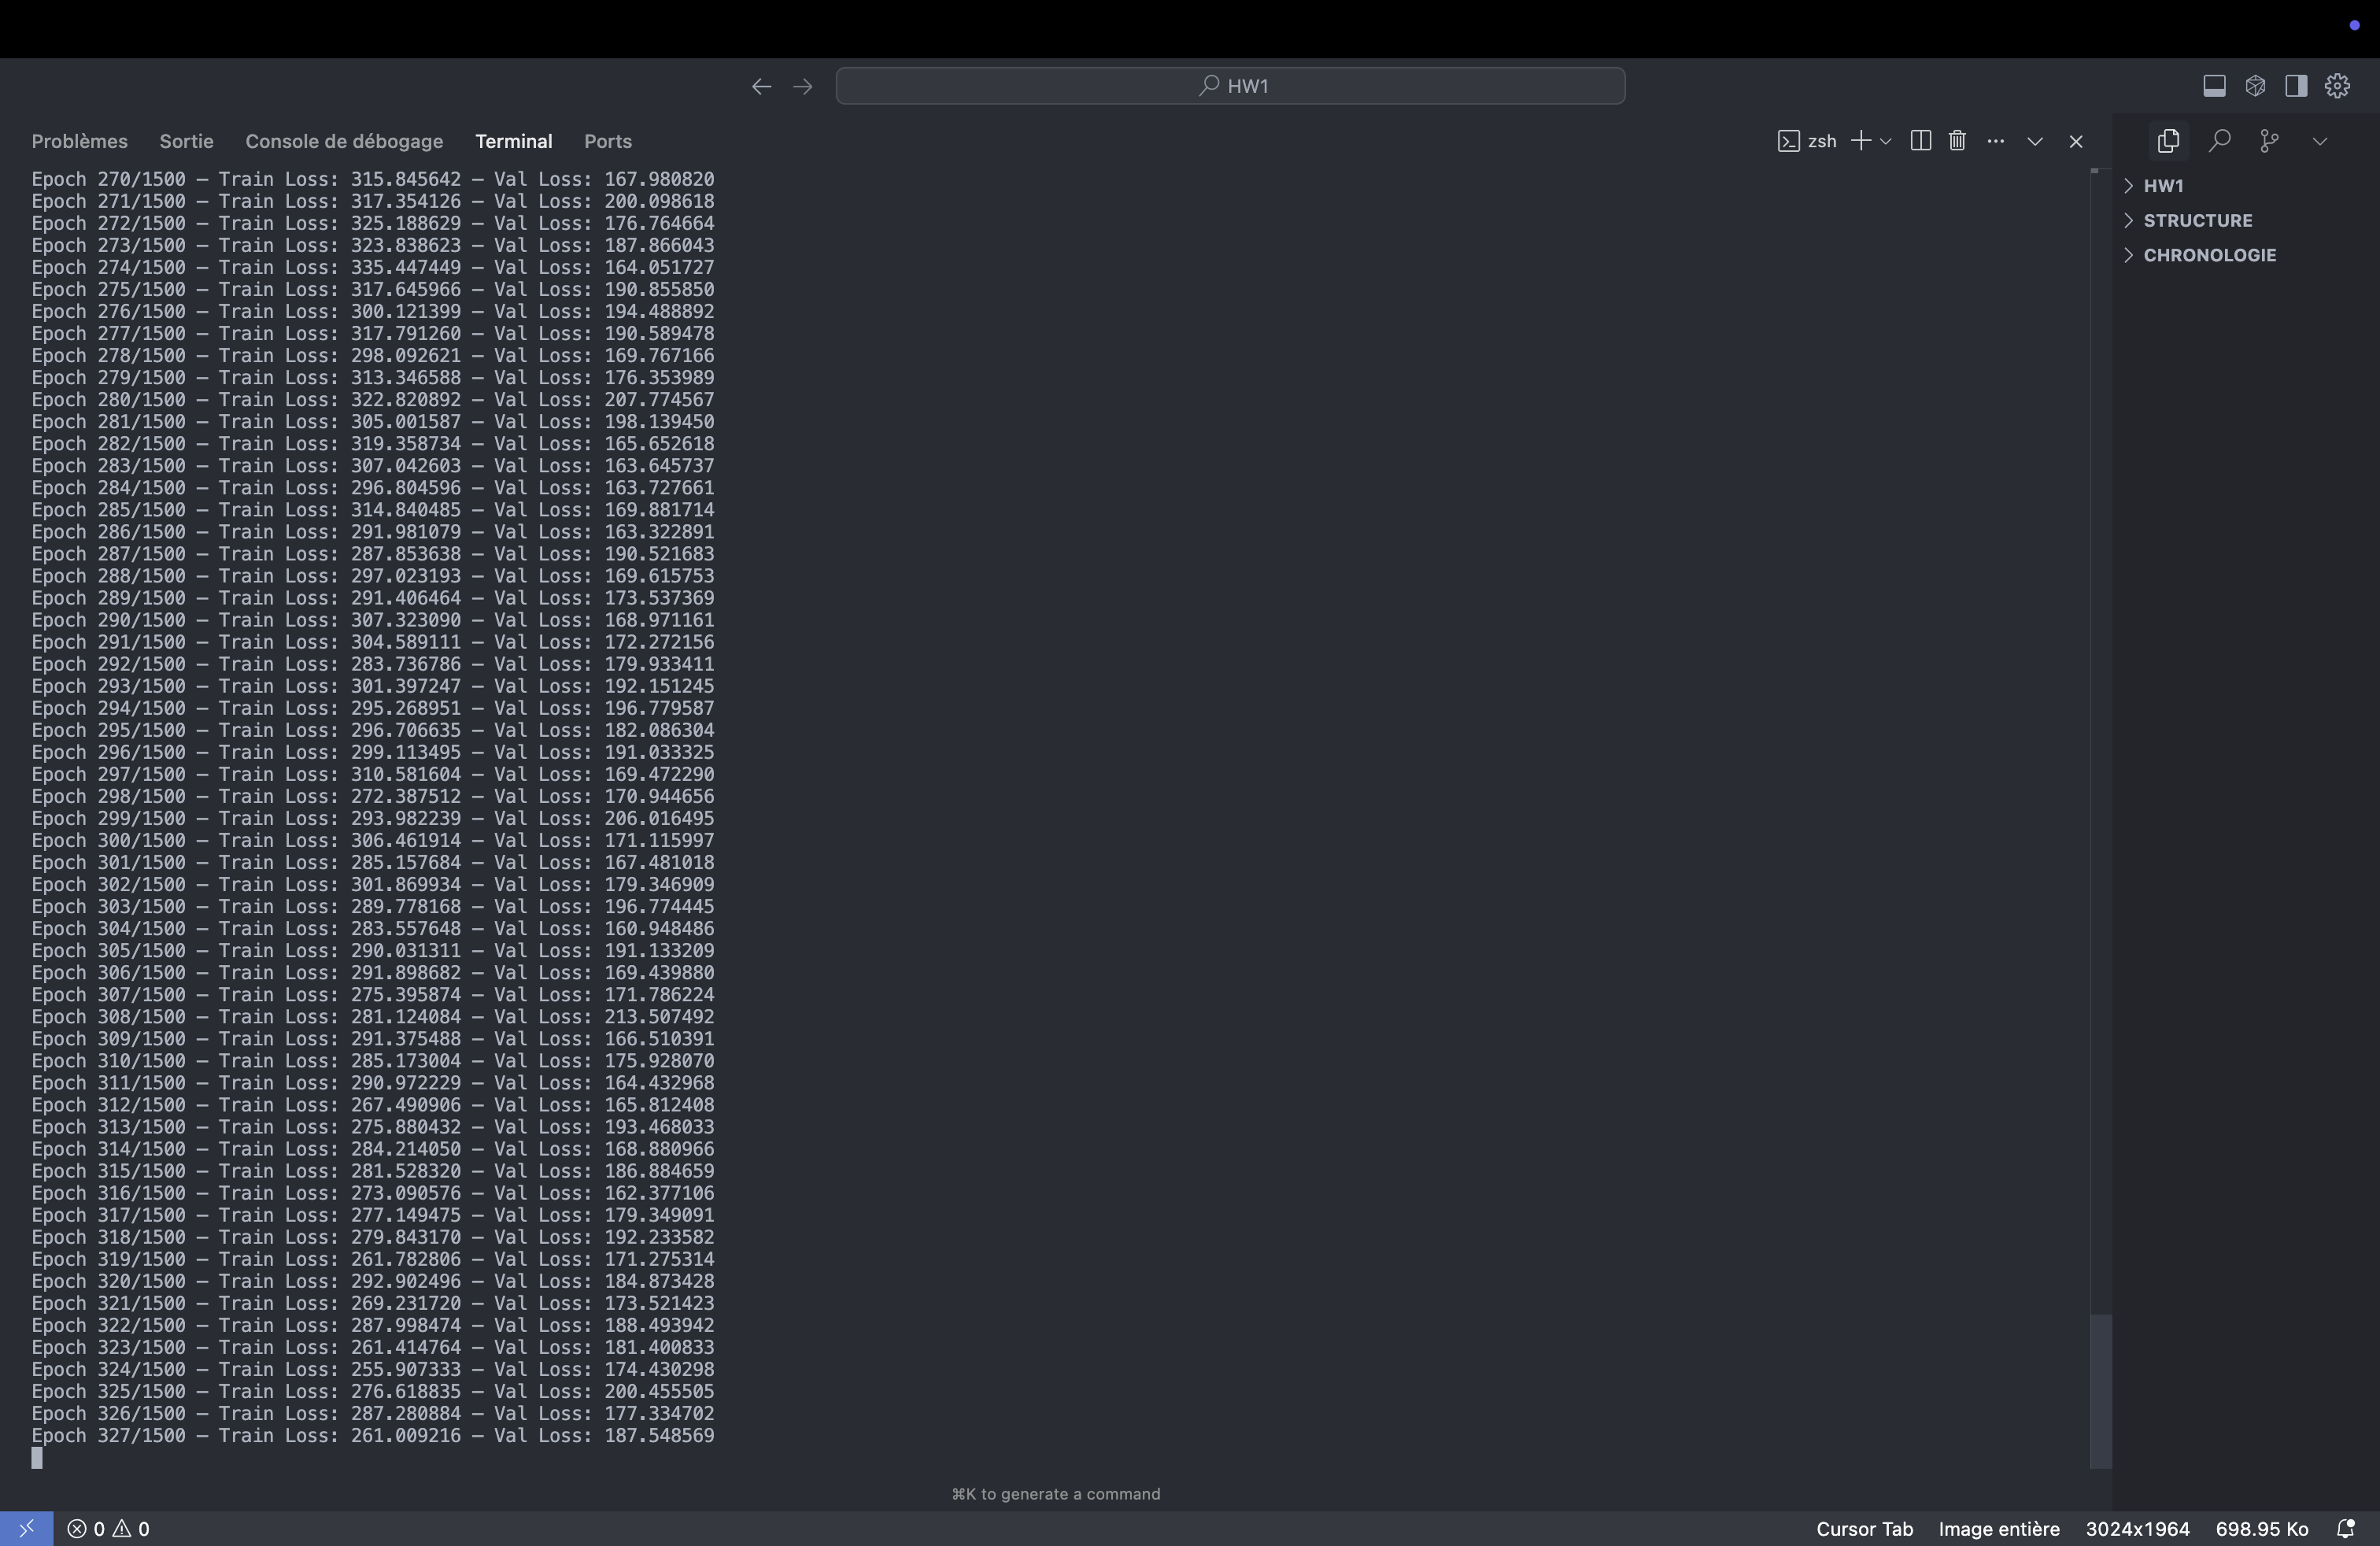 HW1
Problèmes Sortie Console de débogage Terminal Ports
zsh
Epoch 270/1500 — Train Loss: 315.845642 — Val Loss: 167.980820
Epoch 271/1500 — Train Loss: 317.354126 — Val Loss: 200.098618
Epoch 272/1500 — Train Loss: 325.188629 — Val Loss: 176.764664
Epoch 273/1500 — Train Loss: 323.838623 — Val Loss: 187.866043
Epoch 274/1500 — Train Loss: 335.447449 — Val Loss: 164.051727
Epoch 275/1500 — Train Loss: 317.645966 — Val Loss: 190.855850
Epoch 276/1500 — Train Loss: 300.121399 — Val Loss: 194.488892
Epoch 277/1500 — Train Loss: 317.791260 — Val Loss: 190.589478
Epoch 278/1500 — Train Loss: 298.092621 — Val Loss: 169.767166
Epoch 279/1500 — Train Loss: 313.346588 — Val Loss: 176.353989
Epoch 280/1500 — Train Loss: 322.820892 — Val Loss: 207.774567
Epoch 281/1500 — Train Loss: 305.001587 — Val Loss: 198.139450
Epoch 282/1500 — Train Loss: 319.358734 — Val Loss: 165.652618
Epoch 283/1500 — Train Loss: 307.042603 — Val Loss: 163.645737
Epoch 284/1500 — Train Loss: 296.804596 — Val Loss: 163.727661
Epoch 285/1500 — Train Loss: 314.840485 — Val Loss: 169.881714
Epoch 286/1500 — Train Loss: 291.981079 — Val Loss: 163.322891
Epoch 287/1500 — Train Loss: 287.853638 — Val Loss: 190.521683
Epoch 288/1500 — Train Loss: 297.023193 — Val Loss: 169.615753
Epoch 289/1500 — Train Loss: 291.406464 — Val Loss: 173.537369
Epoch 290/1500 — Train Loss: 307.323090 — Val Loss: 168.971161
Epoch 291/1500 — Train Loss: 304.589111 — Val Loss: 172.272156
Epoch 292/1500 — Train Loss: 283.736786 — Val Loss: 179.933411
Epoch 293/1500 — Train Loss: 301.397247 — Val Loss: 192.151245
Epoch 294/1500 — Train Loss: 295.268951 — Val Loss: 196.779587
Epoch 295/1500 — Train Loss: 296.706635 — Val Loss: 182.086304
Epoch 296/1500 — Train Loss: 299.113495 — Val Loss: 191.033325
Epoch 297/1500 — Train Loss: 310.581604 — Val Loss: 169.472290
Epoch 298/1500 — Train Loss: 272.387512 — Val Loss: 170.944656
Epoch 299/1500 — Train Loss: 293.982239 — Val Loss: 206.016495
Epoch 300/1500 — Train Loss: 306.461914 — Val Loss: 171.115997
Epoch 301/1500 — Train Loss: 285.157684 — Val Loss: 167.481018
Epoch 302/1500 — Train Loss: 301.869934 — Val Loss: 179.346909
Epoch 303/1500 — Train Loss: 289.778168 — Val Loss: 196.774445
Epoch 304/1500 — Train Loss: 283.557648 — Val Loss: 160.948486
Epoch 305/1500 — Train Loss: 290.031311 — Val Loss: 191.133209
Epoch 306/1500 — Train Loss: 291.898682 — Val Loss: 169.439880
Epoch 307/1500 — Train Loss: 275.395874 — Val Loss: 171.786224
Epoch 308/1500 — Train Loss: 281.124084 — Val Loss: 213.507492
Epoch 309/1500 — Train Loss: 291.375488 — Val Loss: 166.510391
Epoch 310/1500 — Train Loss: 285.173004 — Val Loss: 175.928070
Epoch 311/1500 — Train Loss: 290.972229 — Val Loss: 164.432968
Epoch 312/1500 — Train Loss: 267.490906 — Val Loss: 165.812408
Epoch 313/1500 — Train Loss: 275.880432 — Val Loss: 193.468033
Epoch 314/1500 — Train Loss: 284.214050 — Val Loss: 168.880966
Epoch 315/1500 — Train Loss: 281.528320 — Val Loss: 186.884659
Epoch 316/1500 — Train Loss: 273.090576 — Val Loss: 162.377106
Epoch 317/1500 — Train Loss: 277.149475 — Val Loss: 179.349091
Epoch 318/1500 — Train Loss: 279.843170 — Val Loss: 192.233582
Epoch 319/1500 — Train Loss: 261.782806 — Val Loss: 171.275314
Epoch 320/1500 — Train Loss: 292.902496 — Val Loss: 184.873428
Epoch 321/1500 — Train Loss: 269.231720 — Val Loss: 173.521423
Epoch 322/1500 — Train Loss: 287.998474 — Val Loss: 188.493942
Epoch 323/1500 — Train Loss: 261.414764 — Val Loss: 181.400833
Epoch 324/1500 — Train Loss: 255.907333 — Val Loss: 174.430298
Epoch 325/1500 — Train Loss: 276.618835 — Val Loss: 200.455505
Epoch 326/1500 — Train Loss: 287.280884 — Val Loss: 177.334702
Epoch 327/1500 — Train Loss: 261.009216 — Val Loss: 187.548569
⌘K to generate a command
HW1
STRUCTURE
CHRONOLOGIE
0 0
Cursor Tab Image entière 3024x1964 698.95 Ko